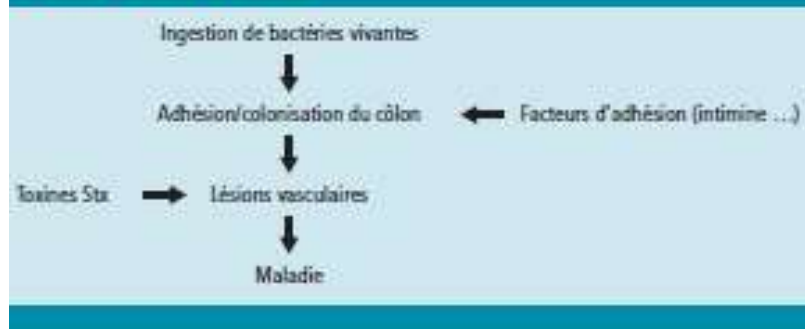 Ingestion de bactéries vivantes
Adhésion/colonisation du côlon
Facteurs d'adhésion (intimine ...)
Toxines Stx
Lésions vasculaires
Maladie